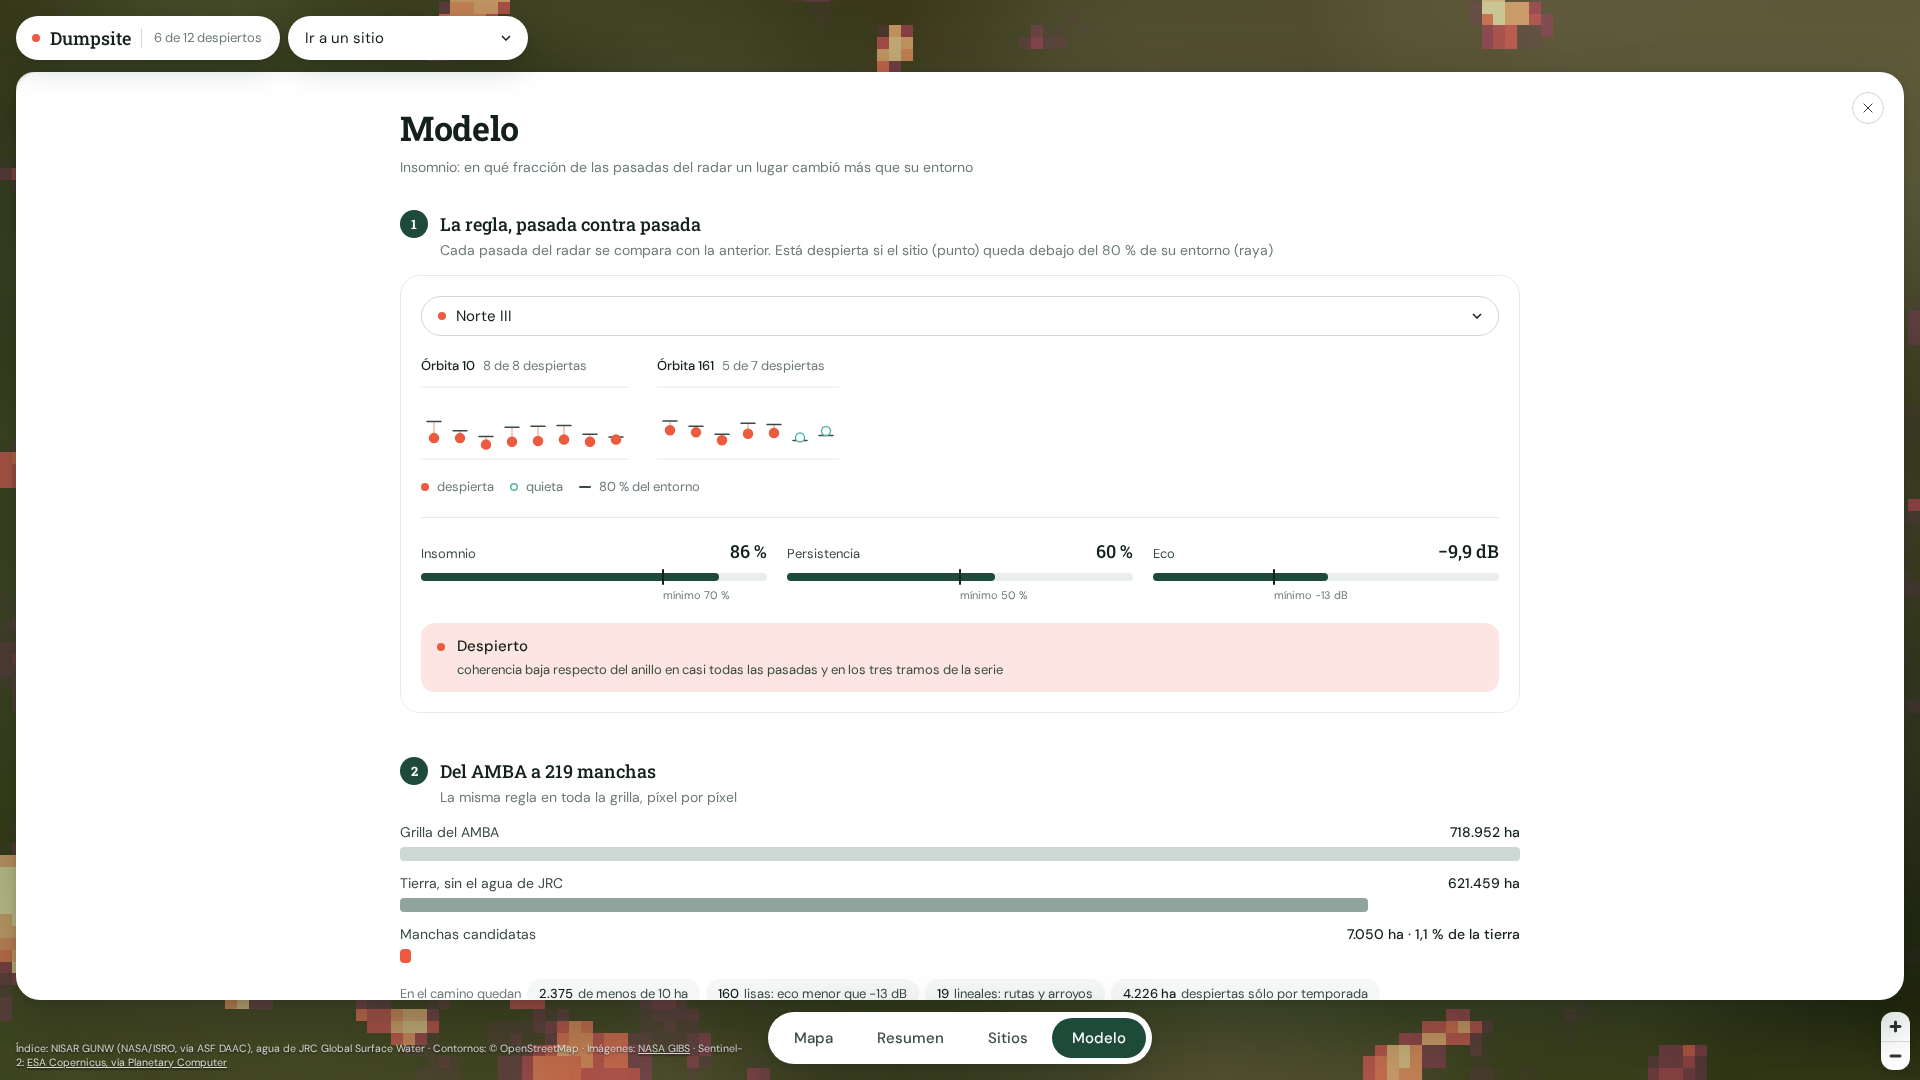 Dumpsite
6 de 12 despiertos
Ir a un sitio
Modelo
Insomnio: en qué fracción de las pasadas del radar un lugar cambió más que su entorno
1
La regla, pasada contra pasada
Cada pasada del radar se compara con la anterior. Está despierta si el sitio (punto) queda debajo del 80 % de su entorno (raya)
Norte III
Órbita 10 8 de 8 despiertas
Órbita 161 5 de 7 despiertas
despierta
quieta
80 % del entorno
Insomnio 86 %
mínimo 70 %
Persistencia 60 %
mínimo 50 %
Eco −9,9 dB
mínimo -13 dB
Despierto
coherencia baja respecto del anillo en casi todas las pasadas y en los tres tramos de la serie
2
Del AMBA a 219 manchas
La misma regla en toda la grilla, píxel por píxel
Grilla del AMBA 718.952 ha
Tierra, sin el agua de JRC 621.459 ha
Manchas candidatas 7.050 ha · 1,1 % de la tierra
En el camino quedan 2.375 de menos de 10 ha 160 lisas: eco menor que -13 dB 19 lineales: rutas y arroyos 4.226 ha despiertas sólo por temporada
Mapa
Resumen
Sitios
Modelo
Índice: NISAR GUNW (NASA/ISRO, vía ASF DAAC), agua de JRC Global Surface Water · Contornos: © OpenStreetMap · Imágenes: NASA GIBS · Sentinel-
2: ESA Copernicus, vía Planetary Computer